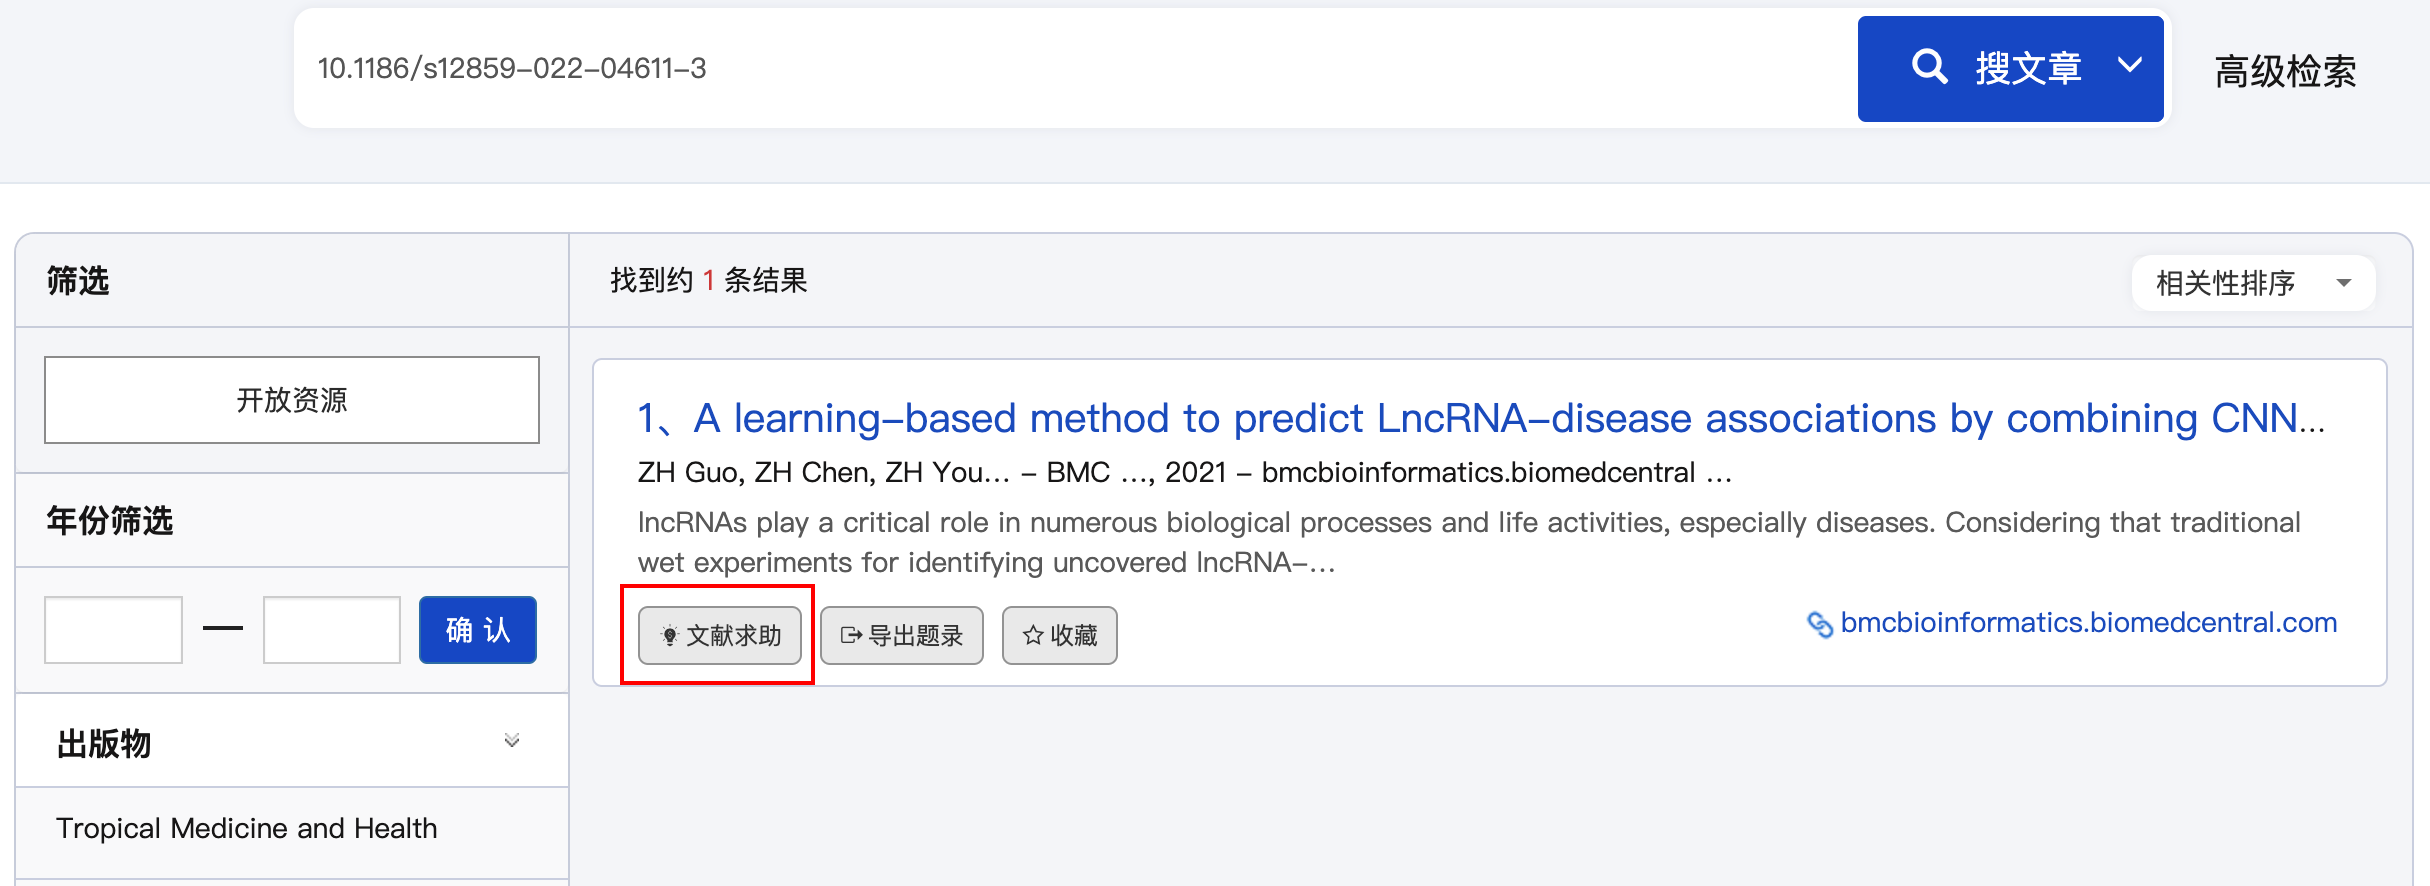 10.1186/s12859-022-04611-3
搜文章
高级检索
筛选
找到约 1 条结果
相关性排序
开放资源
1、A learning-based method to predict LncRNA-disease associations by combining CNN...
ZH Guo, ZH Chen, ZH You… - BMC …, 2021 - bmcbioinformatics.biomedcentral …
lncRNAs play a critical role in numerous biological processes and life activities, especially diseases. Considering that traditional
wet experiments for identifying uncovered lncRNA-…
年份筛选
文献求助
导出题录
收藏
bmcbioinformatics.biomedcentral.com
— 确 认
出版物
Tropical Medicine and Health